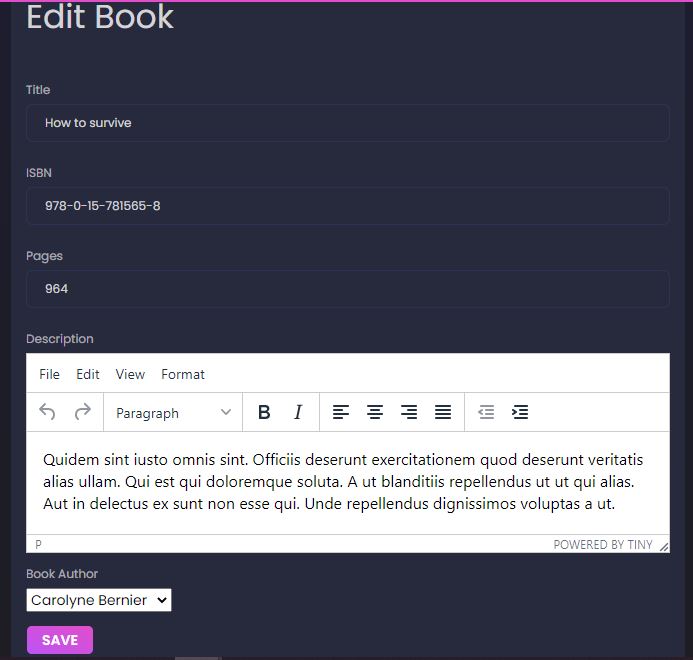 Edit Book
Title
How to survive
ISBN
978-0-15-781565-8
Pages
964
Description
File Edit View Format
Paragraph B I
Quidem sint iusto omnis sint. Officiis deserunt exercitationem quod deserunt veritatis
alias ullam. Qui est qui doloremque soluta. A ut blanditiis repellendus ut ut qui alias.
Aut in delectus ex sunt non esse qui. Unde repellendus dignissimos voluptas a ut.
P POWERED BY TINY
Book Author
Carolyne Bernier
SAVE